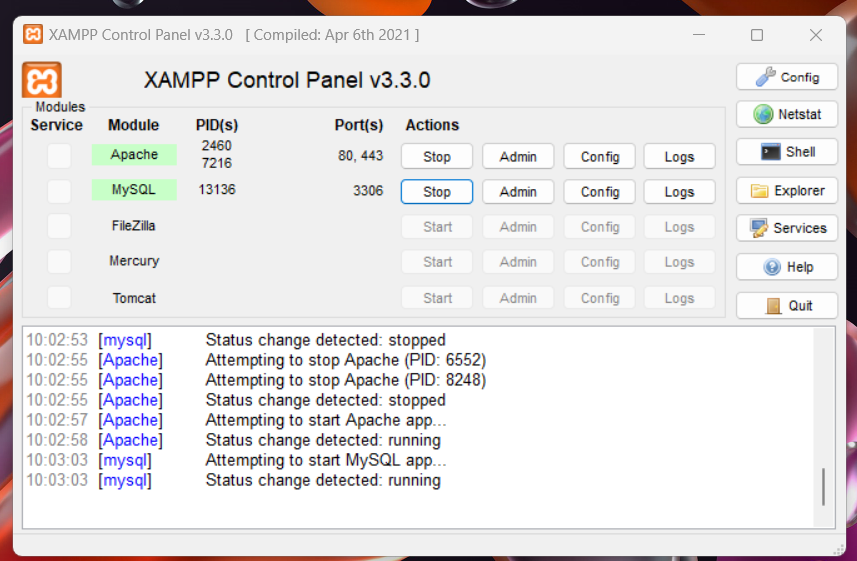 XAMPP Control Panel v3.3.0 [ Compiled: Apr 6th 2021 ]
XAMPP Control Panel v3.3.0
Config
Modules
Service Module PID(s) Port(s) Actions
Netstat
Apache 2460 7216 80, 443 Stop Admin Config Logs
Shell
MySQL 13136 3306 Stop Admin Config Logs
Explorer
FileZilla Start Admin Config Logs
Services
Mercury Start Admin Config Logs
Help
Tomcat Start Admin Config Logs
Quit
10:02:53 [mysql] Status change detected: stopped
10:02:55 [Apache] Attempting to stop Apache (PID: 6552)
10:02:55 [Apache] Attempting to stop Apache (PID: 8248)
10:02:55 [Apache] Status change detected: stopped
10:02:57 [Apache] Attempting to start Apache app...
10:02:58 [Apache] Status change detected: running
10:03:03 [mysql] Attempting to start MySQL app...
10:03:03 [mysql] Status change detected: running